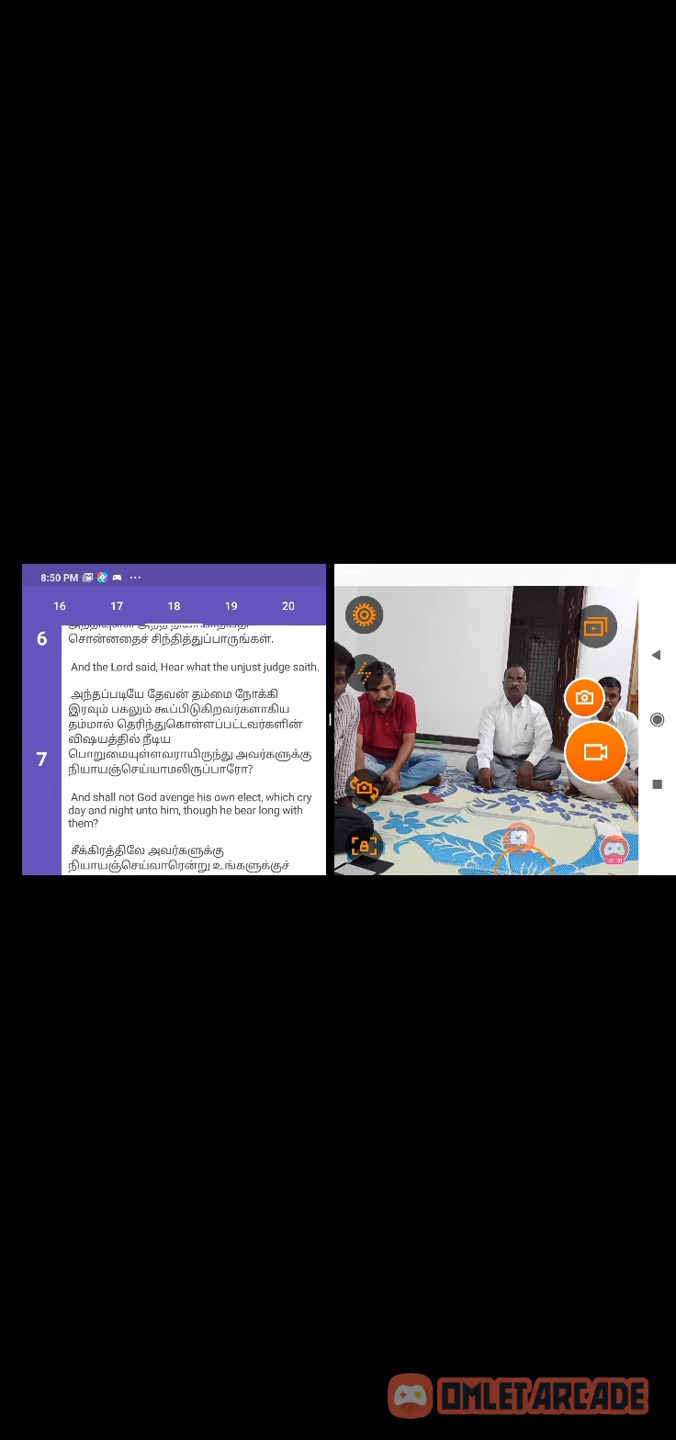 8:50 PM
16 17 18 19 20
6
சொன்னதைச் சிந்தித்துப்பாருங்கள்.
And the Lord said, Hear what the unjust judge saith.
அந்தப்படியே தேவன் தம்மை நோக்கி
இரவும் பகலும் கூப்பிடுகிறவர்களாகிய
தம்மால் தெரிந்துகொள்ளப்பட்டவர்களின்
விஷயத்தில் நீடிய
7
பொறுமையுள்ளவராயிருந்து அவர்களுக்கு
நியாயஞ்செய்யாமலிருப்பாரோ?
And shall not God avenge his own elect, which cry
day and night unto him, though he bear long with
them?
சீக்கிரத்திலே அவர்களுக்கு
நியாயஞ்செய்வாரென்று உங்களுக்குச்
OMLET ARCADE